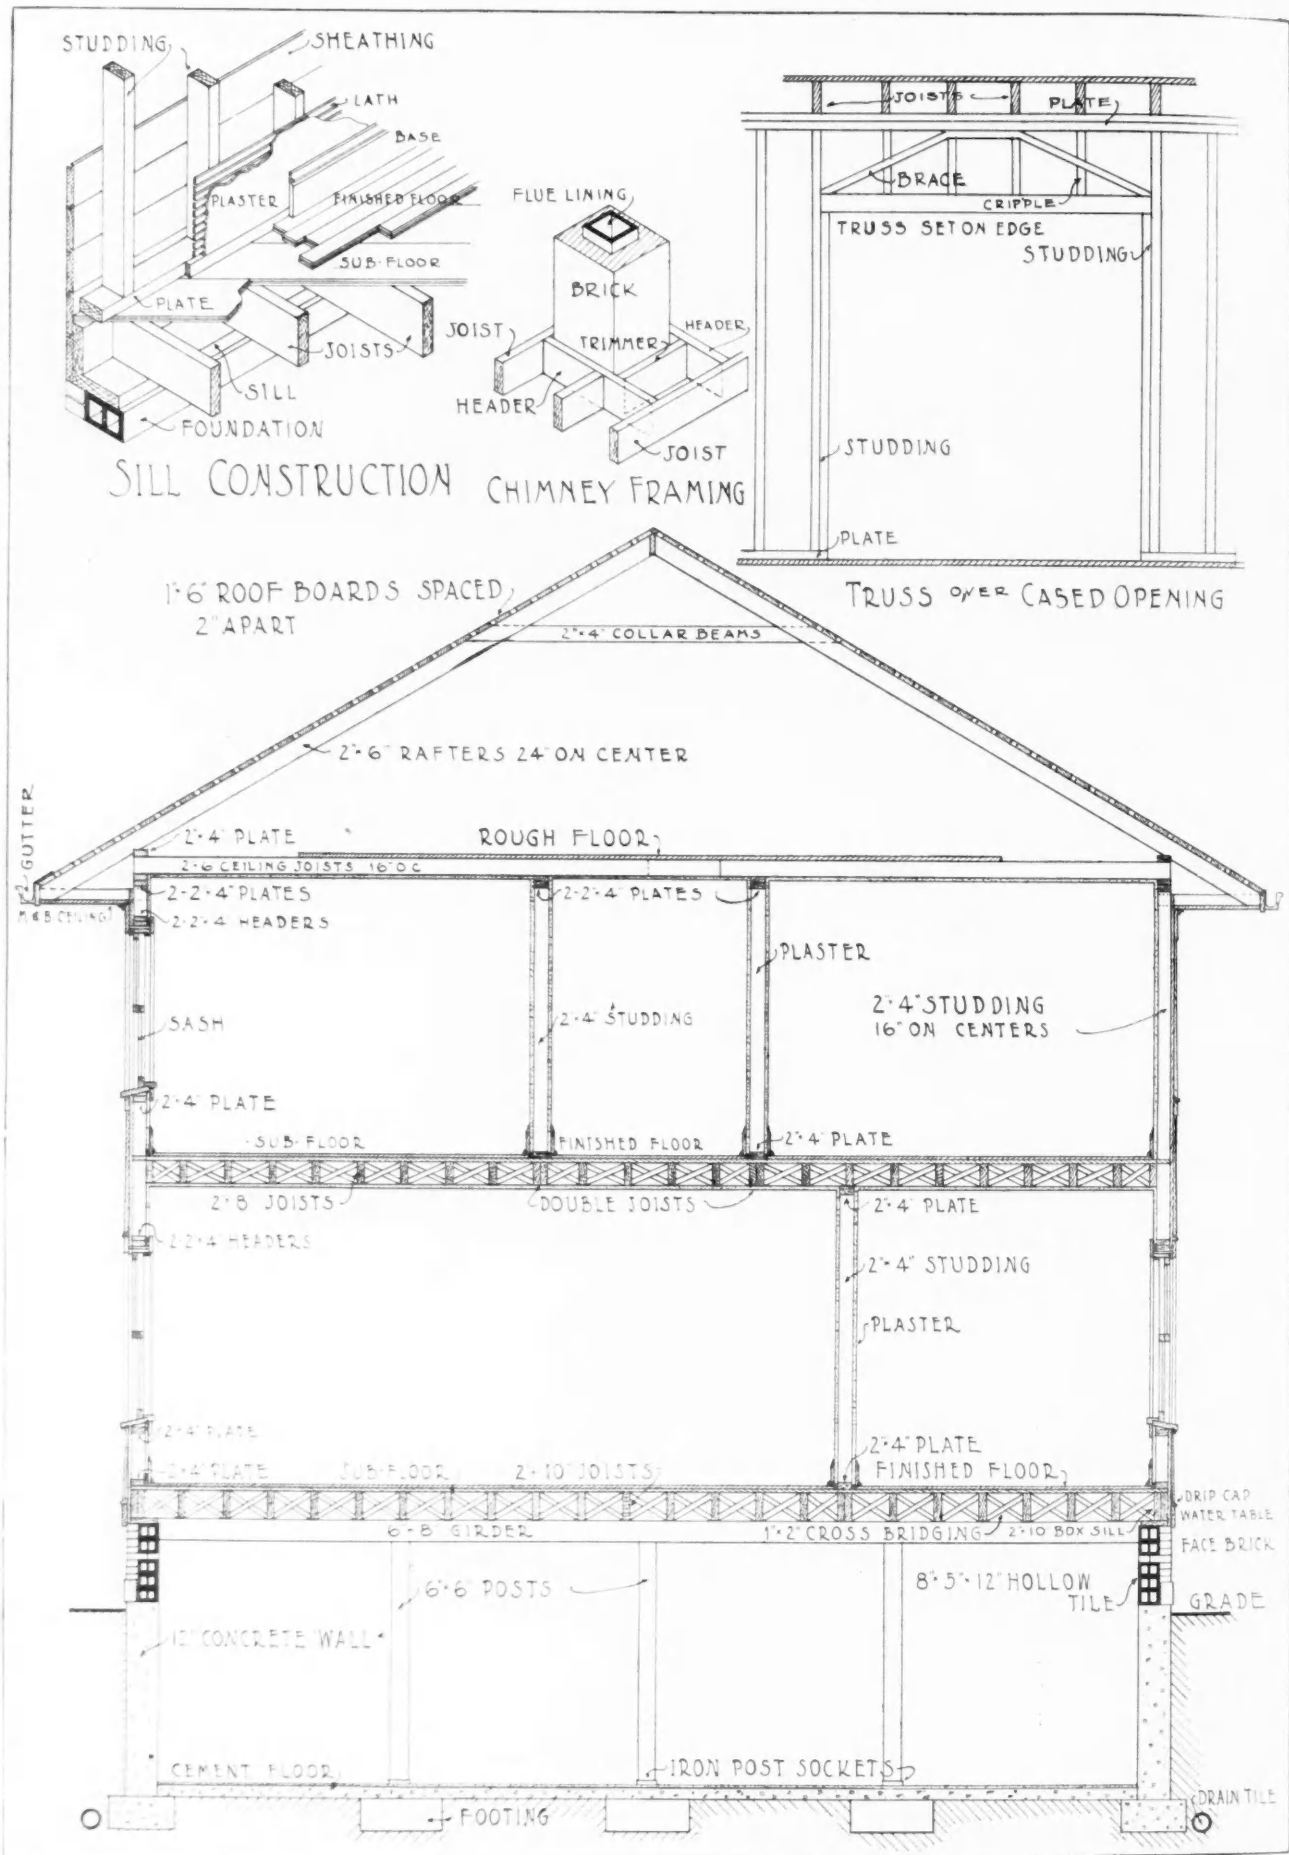 STUDDING
SHEATHING
LATH
BASE
PLASTER
FINISHED FLOOR
SUB-FLOOR
PLATE
JOISTS
SILL
FOUNDATION
SILL CONSTRUCTION
FLUE LINING
BRICK
JOIST
HEADER
TRIMMER
HEADER
JOIST
CHIMNEY FRAMING
JOISTS
PLATE
BRACE
CRIPPLE
TRUSS SET ON EDGE
STUDDING
STUDDING
PLATE
TRUSS OVER CASED OPENING
1"×6" ROOF BOARDS SPACED
2" APART
2"×4" COLLAR BEAMS
2"×6" RAFTERS 24" ON CENTER
GUTTER
2"×4" PLATE
ROUGH FLOOR
2×6 CEILING JOISTS 16" O C
2-2"×4" PLATES
2-2"×4" PLATES
M & B CEILING
2-2"×4" HEADERS
PLASTER
SASH
2"×4" STUDDING
2"×4" STUDDING
16" ON CENTERS
2"×4" PLATE
SUB-FLOOR
FINISHED FLOOR
2"×4" PLATE
2"×8" JOISTS
DOUBLE JOISTS
2"×4" PLATE
2-2"×4" HEADERS
2"×4" STUDDING
PLASTER
2"×4" PLATE
2"×4" PLATE
2"×4" PLATE
SUB-FLOOR
2"×10" JOISTS
FINISHED FLOOR
DRIP CAP
WATER TABLE
6"×8" GIRDER
1"×2" CROSS BRIDGING
2"×10" BOX SILL
FACE BRICK
6"×6" POSTS
8"×5"×12" HOLLOW
TILE
GRADE
12" CONCRETE WALL
CEMENT FLOOR
IRON POST SOCKETS
FOOTING
DRAIN TILE